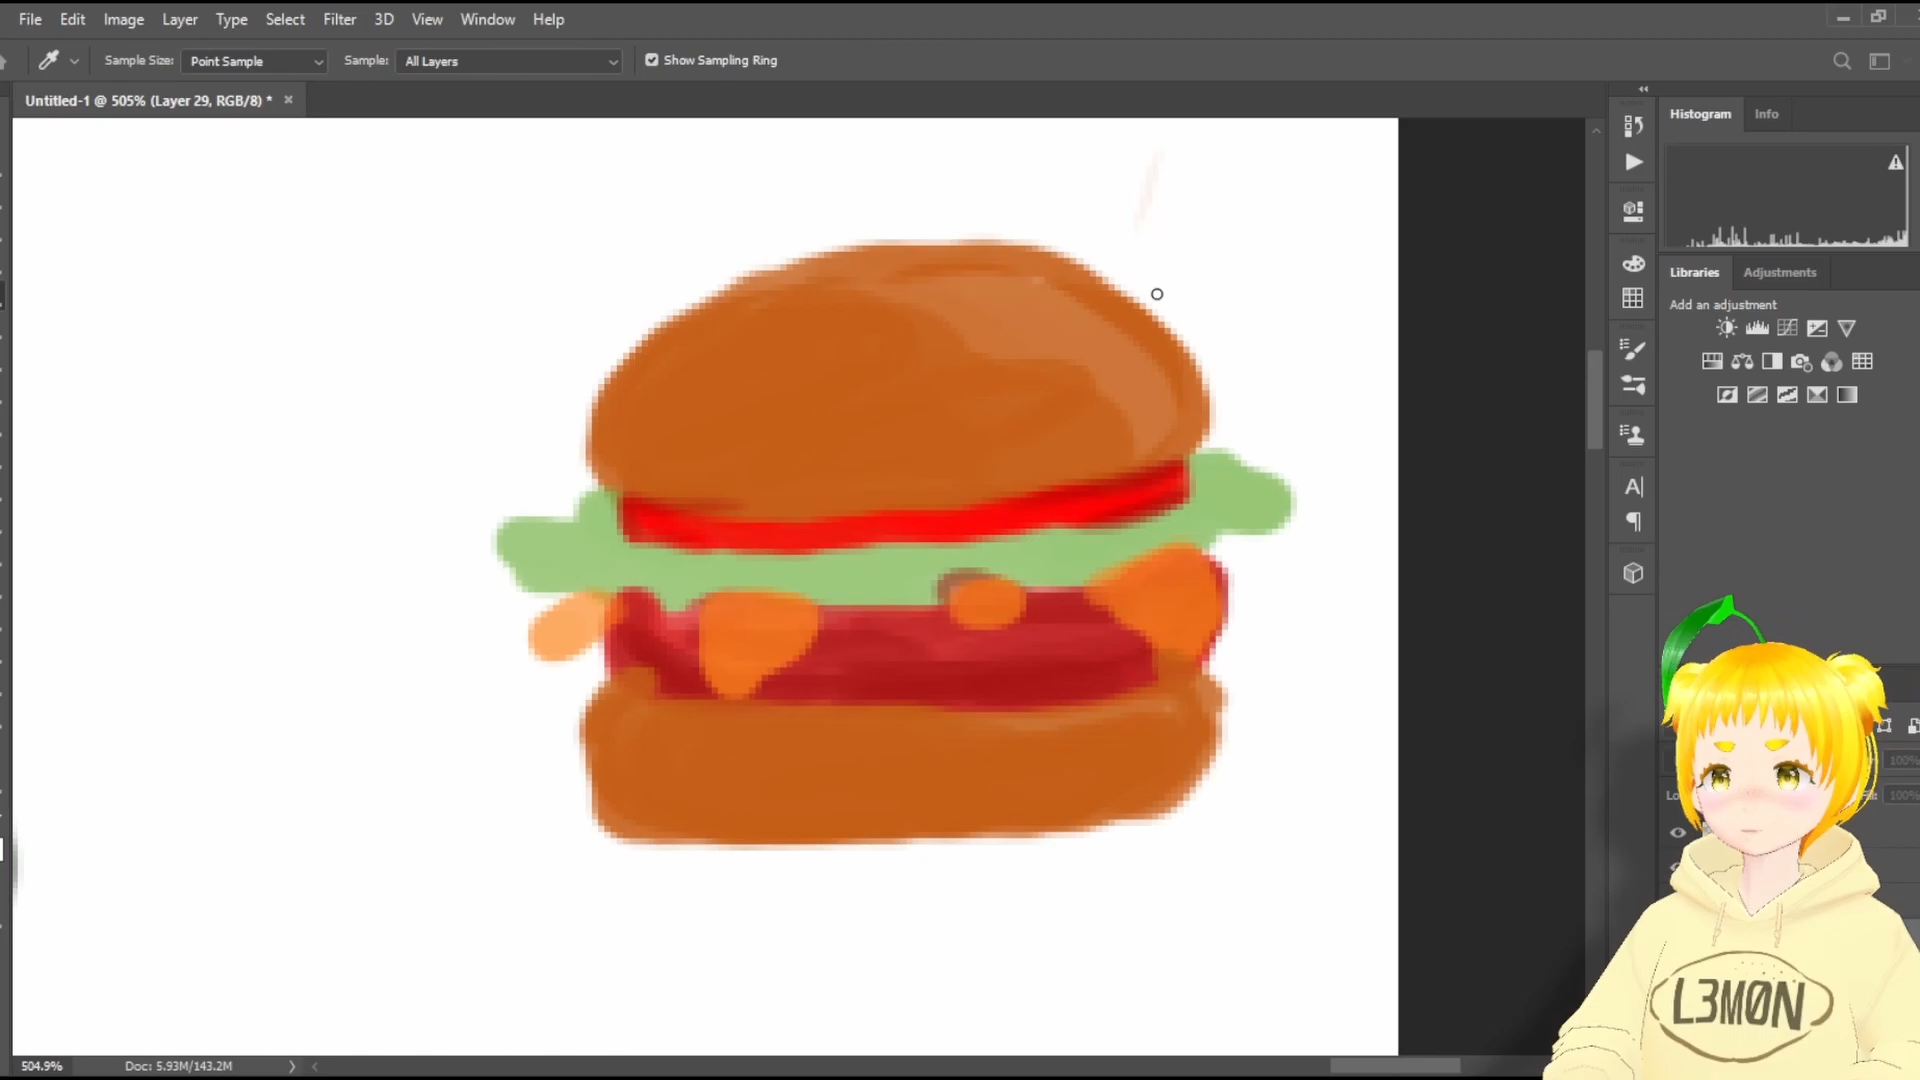 File Edit Image Layer Type Select Filter 3D View Window Help
Sample Size: Point Sample Sample: All Layers Show Sampling Ring
Untitled-1 @ 505% (Layer 29, RGB/8) *
Histogram Info
Libraries Adjustments
Add an adjustment
100%
100%
L3M0N
504.9% Doc: 5.93M/143.2M